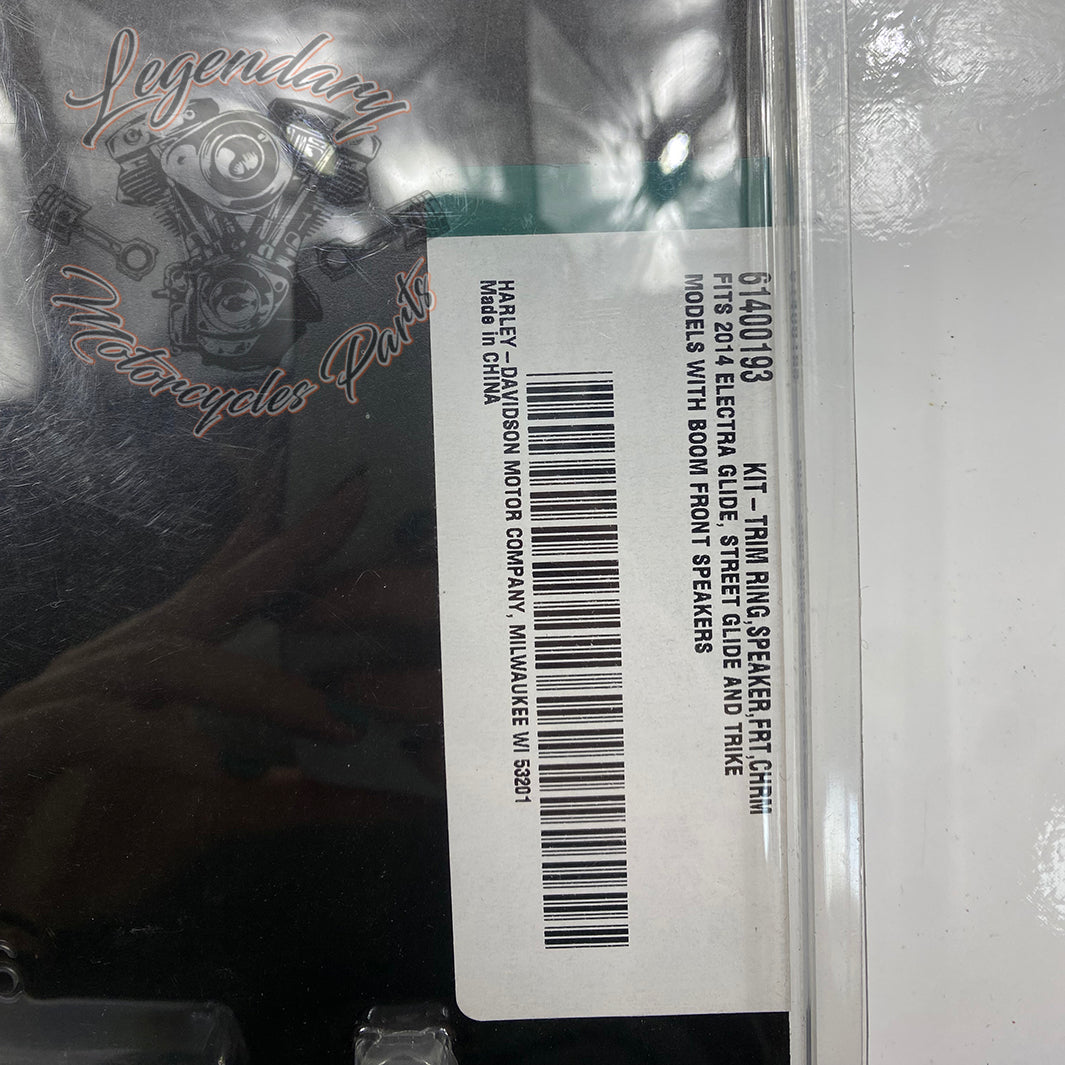 Legendary
Motorcycles Parts
61400193 KIT-TRIM RING,SPEAKER,FRT,CHRM
FITS 2014 ELECTRA GLIDE, STREET GLIDE AND TRIKE
MODELS WITH BOOM FRONT SPEAKERS
HARLEY-DAVIDSON MOTOR COMPANY, MILWAUKEE WI 53201
Made in CHINA